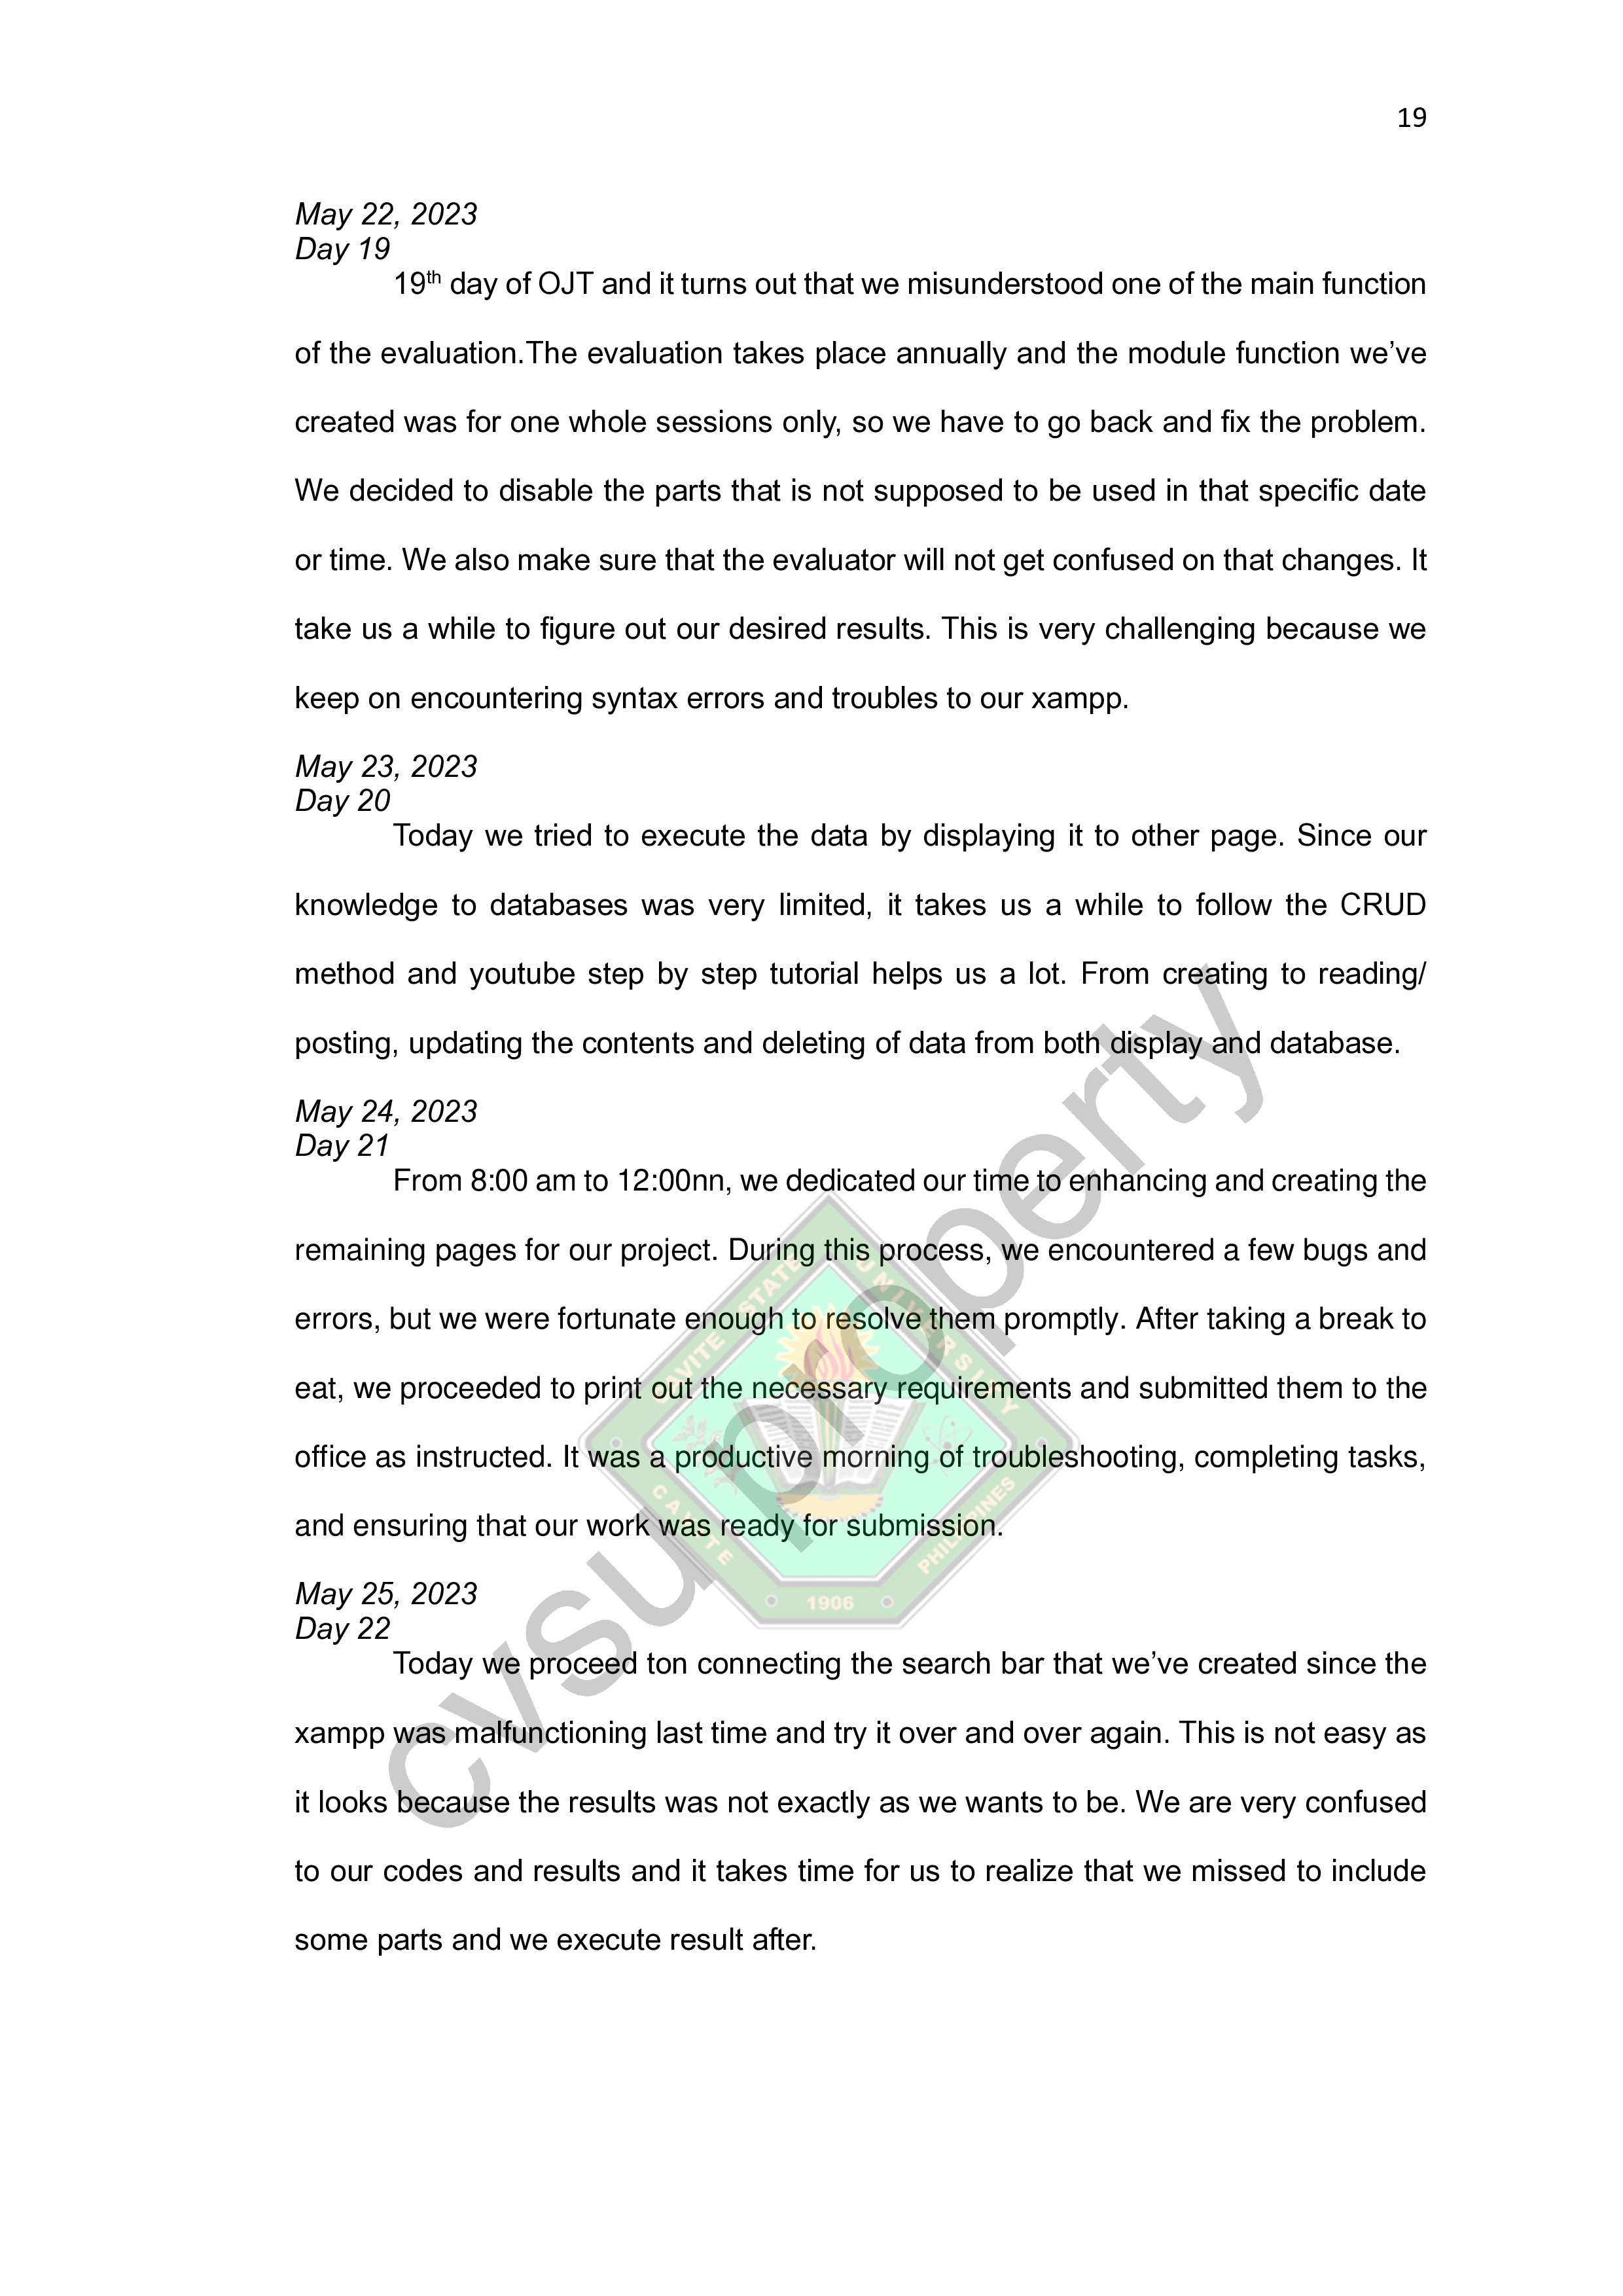 19
May 22, 2023
Day 19
19th day of OJT and it turns out that we misunderstood one of the main function
of the evaluation.The evaluation takes place annually and the module function we’ve
created was for one whole sessions only, so we have to go back and fix the problem.
We decided to disable the parts that is not supposed to be used in that specific date
or time. We also make sure that the evaluator will not get confused on that changes. It
take us a while to figure out our desired results. This is very challenging because we
keep on encountering syntax errors and troubles to our xampp.
May 23, 2023
Day 20
Today we tried to execute the data by displaying it to other page. Since our
knowledge to databases was very limited, it takes us a while to follow the CRUD
method and youtube step by step tutorial helps us a lot. From creating to reading/
posting, updating the contents and deleting of data from both display and database.
May 24, 2023
Day 21
From 8:00 am to 12:00nn, we dedicated our time to enhancing and creating the
remaining pages for our project. During this process, we encountered a few bugs and
errors, but we were fortunate enough to resolve them promptly. After taking a break to
eat, we proceeded to print out the necessary requirements and submitted them to the
office as instructed. It was a productive morning of troubleshooting, completing tasks,
and ensuring that our work was ready for submission.
May 25, 2023
Day 22
Today we proceed ton connecting the search bar that we’ve created since the
xampp was malfunctioning last time and try it over and over again. This is not easy as
it looks because the results was not exactly as we wants to be. We are very confused
to our codes and results and it takes time for us to realize that we missed to include
some parts and we execute result after.
cvsu property
CAVITE STATE UNIVERSITY
CAVITE
PHILIPPINES
1906